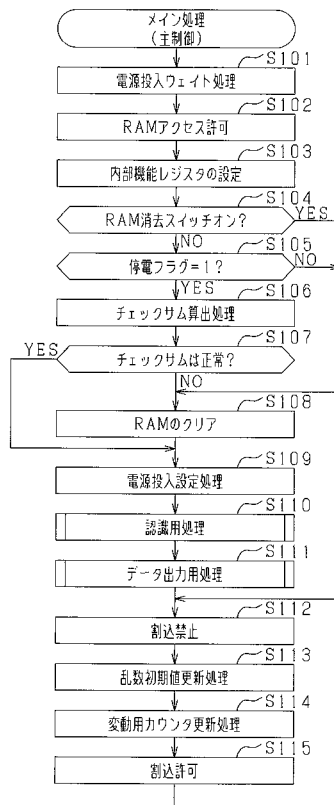 メイン処理
(主制御)
S101
電源投入ウェイト処理
S102
RAMアクセス許可
S103
内部機能レジスタの設定
S104
RAM消去スイッチオン?
YES
NO
S105
停電フラグ=1?
NO
YES
S106
チェックサム算出処理
S107
YES
チェックサムは正常?
NO
S108
RAMのクリア
S109
電源投入設定処理
S110
認識用処理
S111
データ出力用処理
S112
割込禁止
S113
乱数初期値更新処理
S114
変動用カウンタ更新処理
S115
割込許可